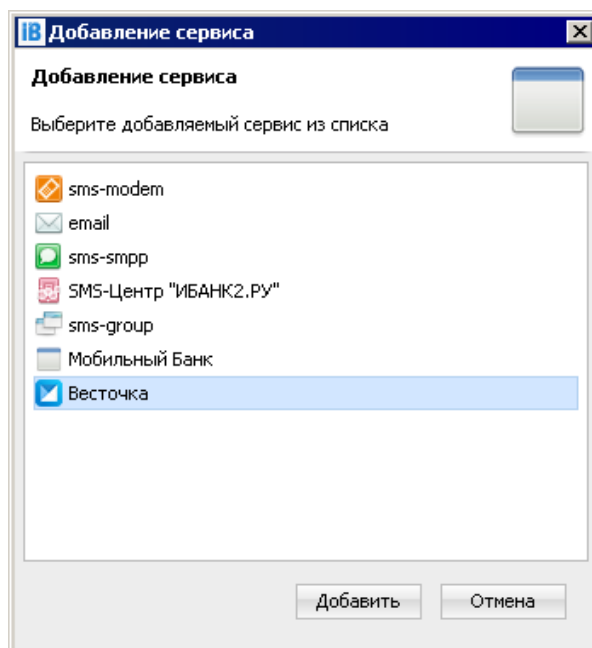 IB Добавление сервиса
Добавление сервиса
Выберите добавляемый сервис из списка
sms-modem
email
sms-smpp
SMS-Центр "ИБАНК2.РУ"
sms-group
Мобильный Банк
Весточка
Добавить Отмена